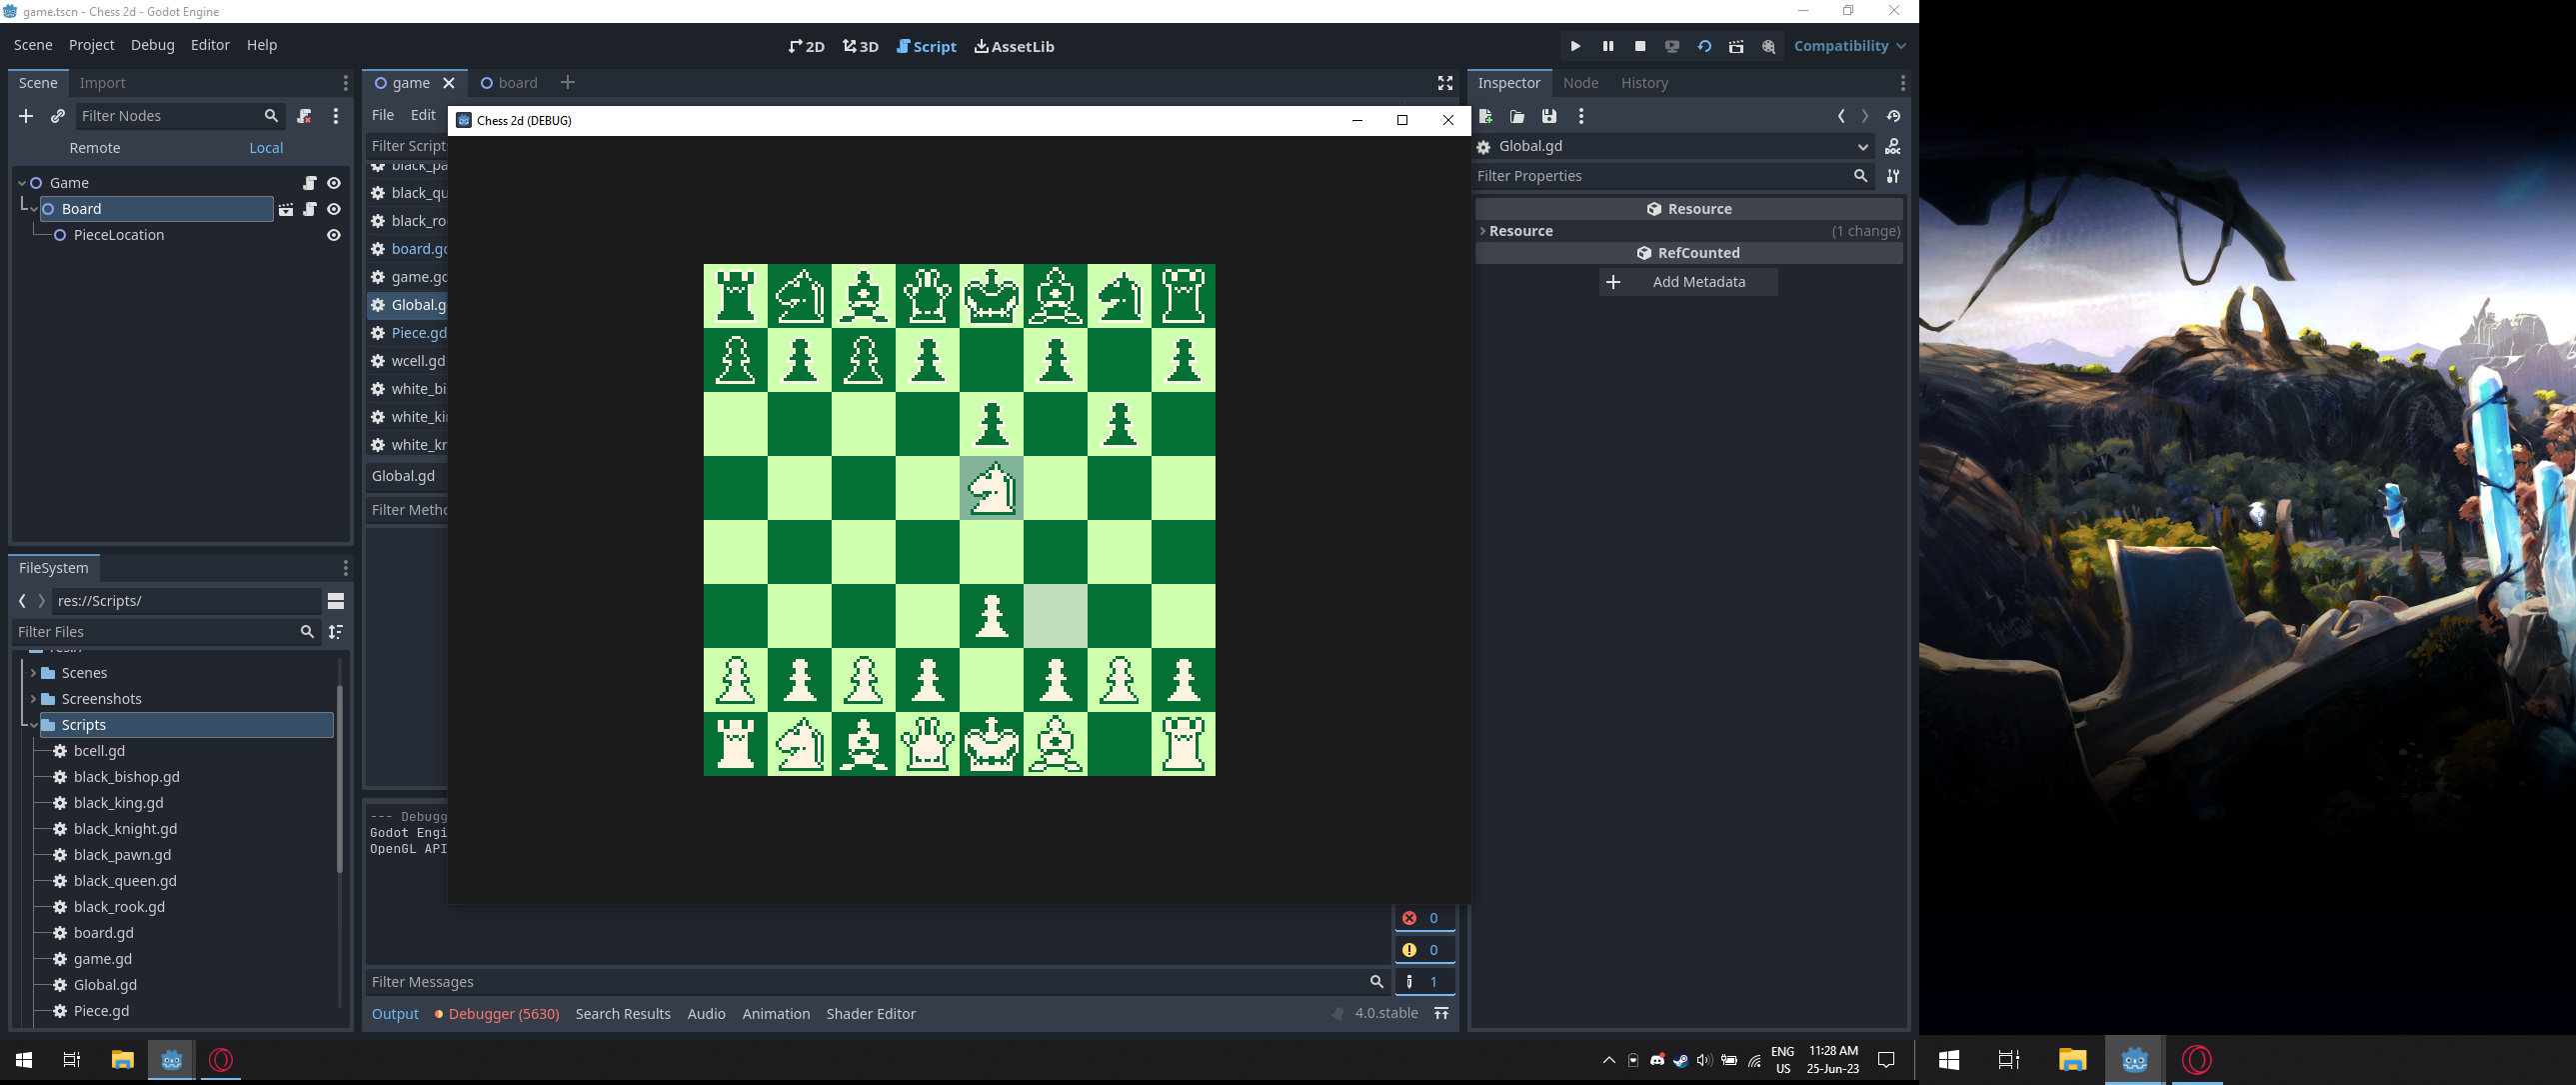 game.tscn - Chess 2d - Godot Engine
Scene Project Debug Editor Help
2D 3D Script AssetLib
Compatibility
Scene Import
Filter Nodes
Remote Local
Game
Board
PieceLocation
FileSystem
res://Scripts/
Filter Files
res://
Scenes
Screenshots
Scripts
bcell.gd
black_bishop.gd
black_king.gd
black_knight.gd
black_pawn.gd
black_queen.gd
black_rook.gd
board.gd
game.gd
Global.gd
Piece.gd
game board
File Edit
Filter Script
black_pa
black_qu
black_ro
board.gd
game.gd
Global.g
Piece.gd
wcell.gd
white_bi
white_ki
white_kr
Global.gd
Filter Metho
Chess 2d (DEBUG)
--- Debugg
Godot Engi
OpenGL API
0
0
1
Filter Messages
Output Debugger (5630) Search Results Audio Animation Shader Editor
4.0.stable
Inspector Node History
Global.gd
Filter Properties
Resource
Resource (1 change)
RefCounted
Add Metadata
ENG
US
11:28 AM
25-Jun-23